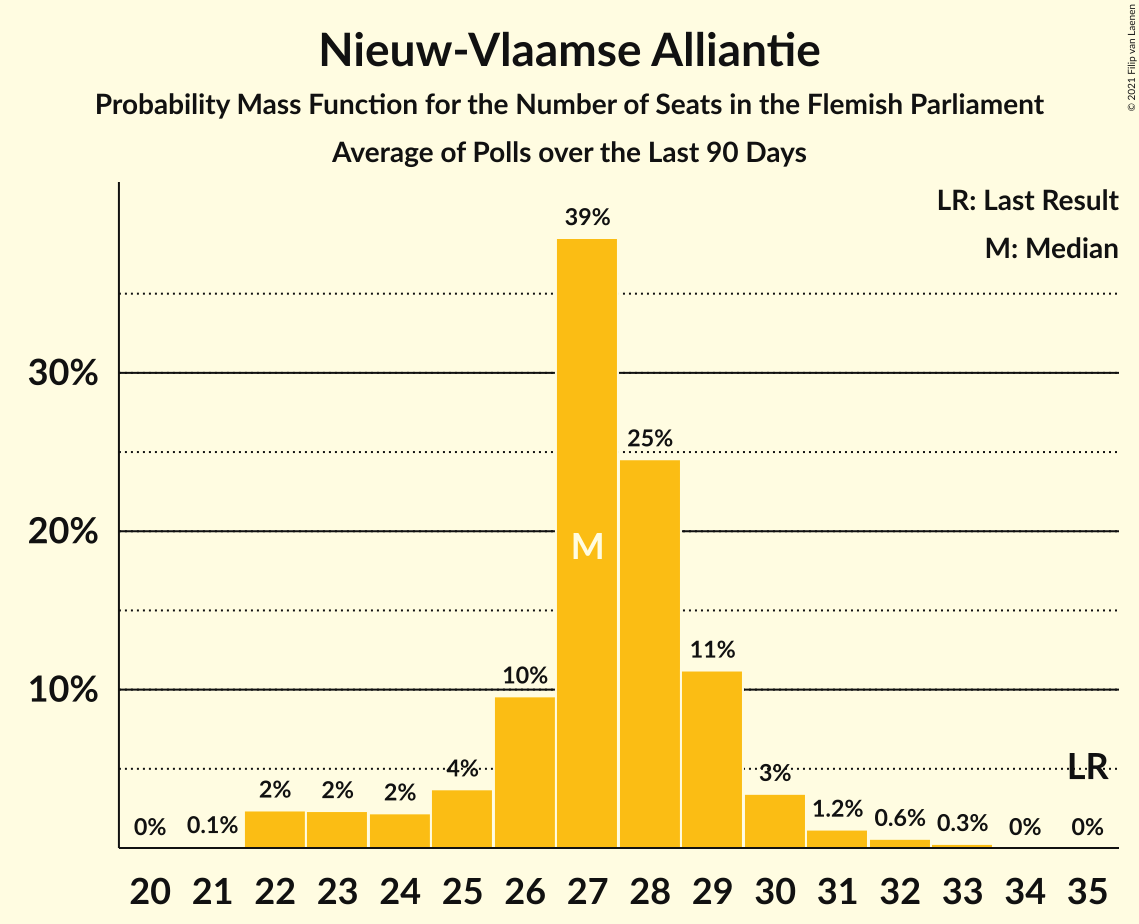 Nieuw-Vlaamse Alliantie
Probability Mass Function for the Number of Seats in the Flemish Parliament
Average of Polls over the Last 90 Days
© 2021 Filip van Laenen
LR: Last Result
M: Median
39%
30%
25%
20%
M
11%
10%
10%
4%
3%
LR
2%
2%
2%
1.2%
0.6%
0.3%
0%
0.1%
0%
0%
20 21 22 23 24 25 26 27 28 29 30 31 32 33 34 35